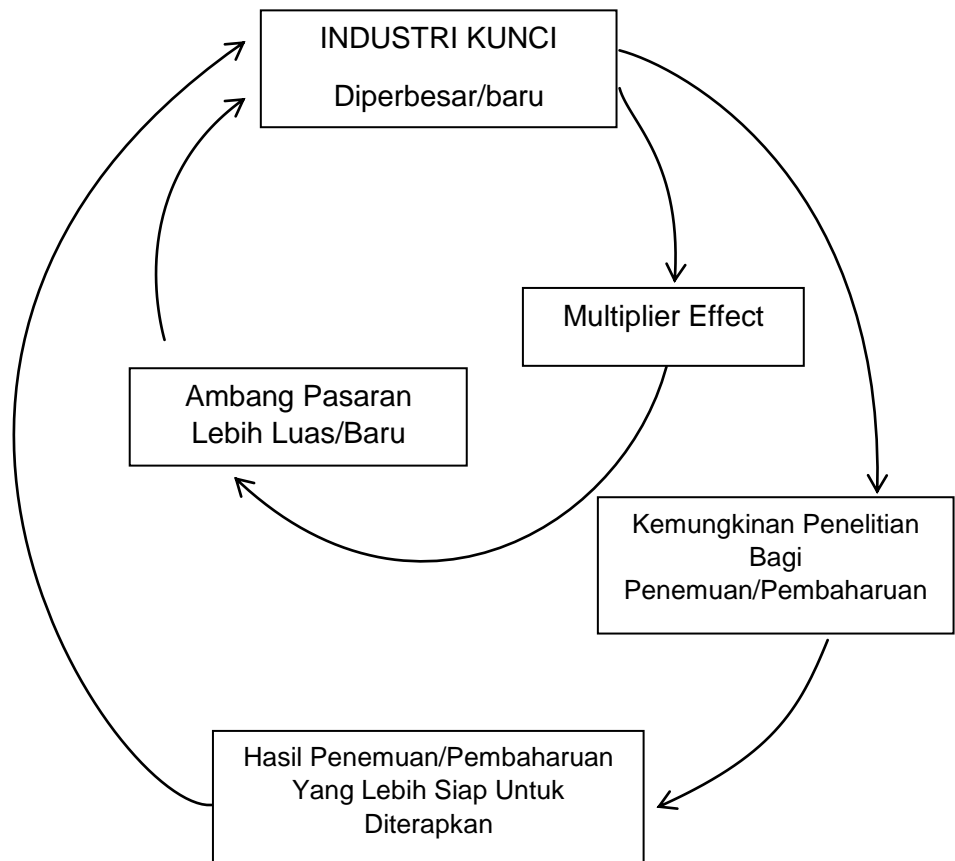 INDUSTRI KUNCI
Diperbesar/baru
Multiplier Effect
Ambang Pasaran
Lebih Luas/Baru
Kemungkinan Penelitian
Bagi
Penemuan/Pembaharuan
Hasil Penemuan/Pembaharuan
Yang Lebih Siap Untuk
Diterapkan